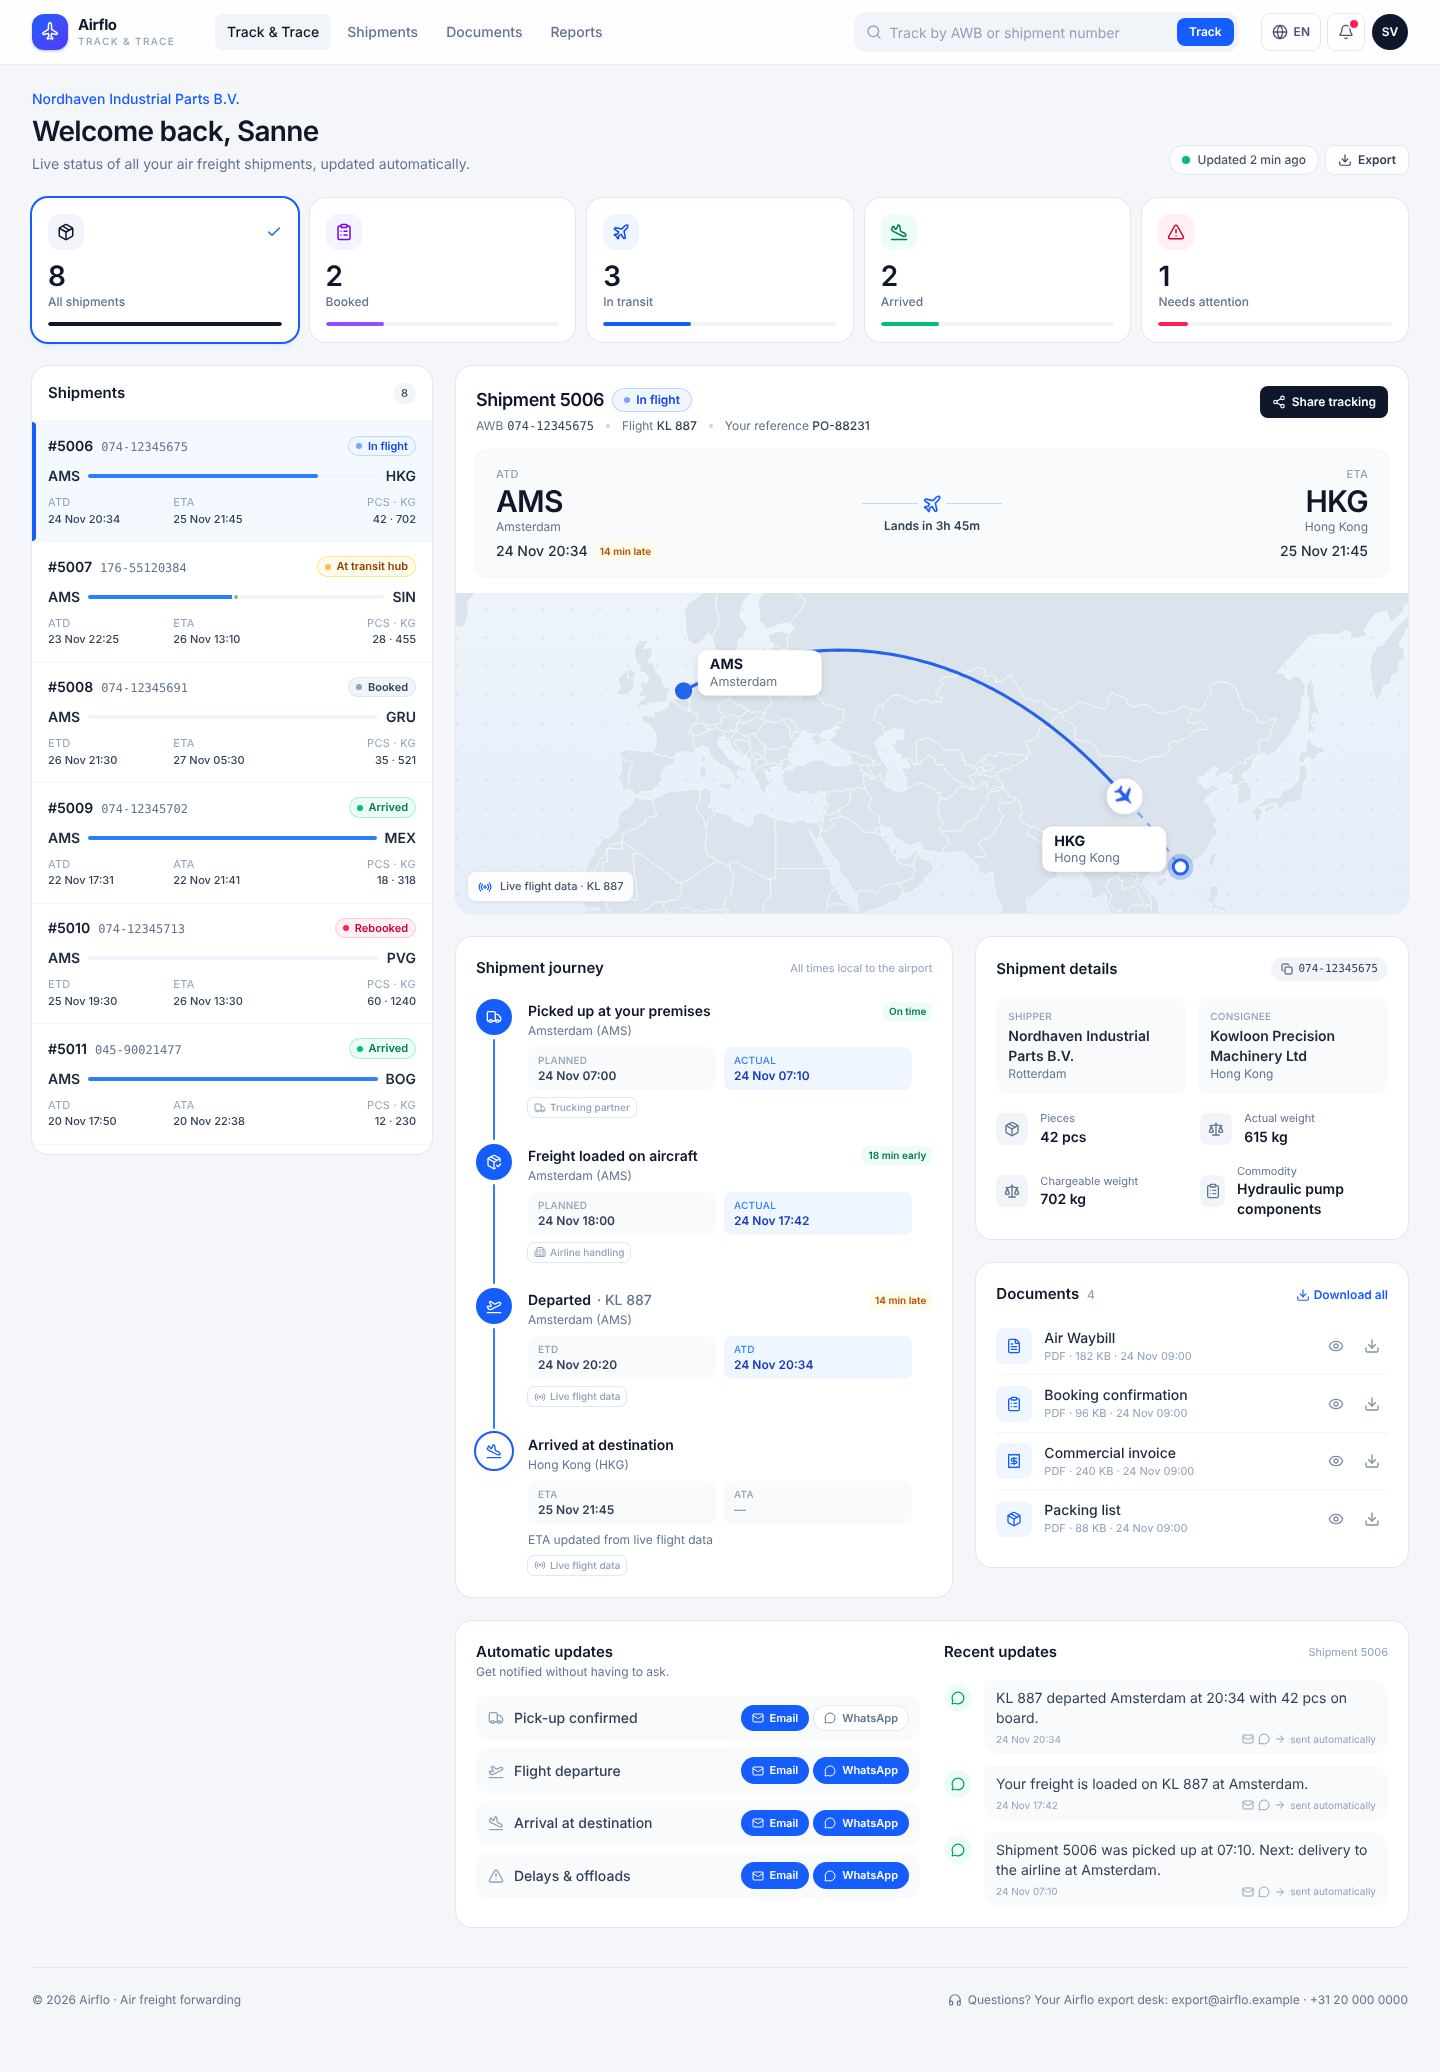 Airflo
TRACK & TRACE
Track & Trace
Shipments
Documents
Reports
Track by AWB or shipment number
Track
EN
SV
Nordhaven Industrial Parts B.V.
Welcome back, Sanne
Live status of all your air freight shipments, updated automatically.
Updated 2 min ago
Export
8
All shipments
2
Booked
3
In transit
2
Arrived
1
Needs attention
Shipments
8
#5006 074-12345675
In flight
AMS HKG
ATD ETA PCS · KG
24 Nov 20:34 25 Nov 21:45 42 · 702
#5007 176-55120384
At transit hub
AMS SIN
ATD ETA PCS · KG
23 Nov 22:25 26 Nov 13:10 28 · 455
#5008 074-12345691
Booked
AMS GRU
ETD ETA PCS · KG
26 Nov 21:30 27 Nov 05:30 35 · 521
#5009 074-12345702
Arrived
AMS MEX
ATD ATA PCS · KG
22 Nov 17:31 22 Nov 21:41 18 · 318
#5010 074-12345713
Rebooked
AMS PVG
ETD ETA PCS · KG
25 Nov 19:30 26 Nov 13:30 60 · 1240
#5011 045-90021477
Arrived
AMS BOG
ATD ATA PCS · KG
20 Nov 17:50 20 Nov 22:38 12 · 230
Shipment 5006
In flight
AWB 074-12345675 • Flight KL 887 • Your reference PO-88231
Share tracking
ATD
AMS
Amsterdam
24 Nov 20:34
14 min late
Lands in 3h 45m
ETA
HKG
Hong Kong
25 Nov 21:45
AMS
Amsterdam
HKG
Hong Kong
Live flight data · KL 887
Shipment journey
All times local to the airport
Picked up at your premises
On time
Amsterdam (AMS)
PLANNED ACTUAL
24 Nov 07:00 24 Nov 07:10
Trucking partner
Freight loaded on aircraft
18 min early
Amsterdam (AMS)
PLANNED ACTUAL
24 Nov 18:00 24 Nov 17:42
Airline handling
Departed · KL 887
14 min late
Amsterdam (AMS)
ETD ATD
24 Nov 20:20 24 Nov 20:34
Live flight data
Arrived at destination
Hong Kong (HKG)
ETA ATA
25 Nov 21:45 —
ETA updated from live flight data
Live flight data
Shipment details
074-12345675
SHIPPER
Nordhaven Industrial
Parts B.V.
Rotterdam
CONSIGNEE
Kowloon Precision
Machinery Ltd
Hong Kong
Pieces
42 pcs
Actual weight
615 kg
Chargeable weight
702 kg
Commodity
Hydraulic pump
components
Documents 4
Download all
Air Waybill
PDF · 182 KB · 24 Nov 09:00
Booking confirmation
PDF · 96 KB · 24 Nov 09:00
Commercial invoice
PDF · 240 KB · 24 Nov 09:00
Packing list
PDF · 88 KB · 24 Nov 09:00
Automatic updates
Get notified without having to ask.
Pick-up confirmed Email WhatsApp
Flight departure Email WhatsApp
Arrival at destination Email WhatsApp
Delays & offloads Email WhatsApp
Recent updates
Shipment 5006
KL 887 departed Amsterdam at 20:34 with 42 pcs on
board.
24 Nov 20:34 sent automatically
Your freight is loaded on KL 887 at Amsterdam.
24 Nov 17:42 sent automatically
Shipment 5006 was picked up at 07:10. Next: delivery to
the airline at Amsterdam.
24 Nov 07:10 sent automatically
© 2026 Airflo · Air freight forwarding
Questions? Your Airflo export desk: export@airflo.example · +31 20 000 0000